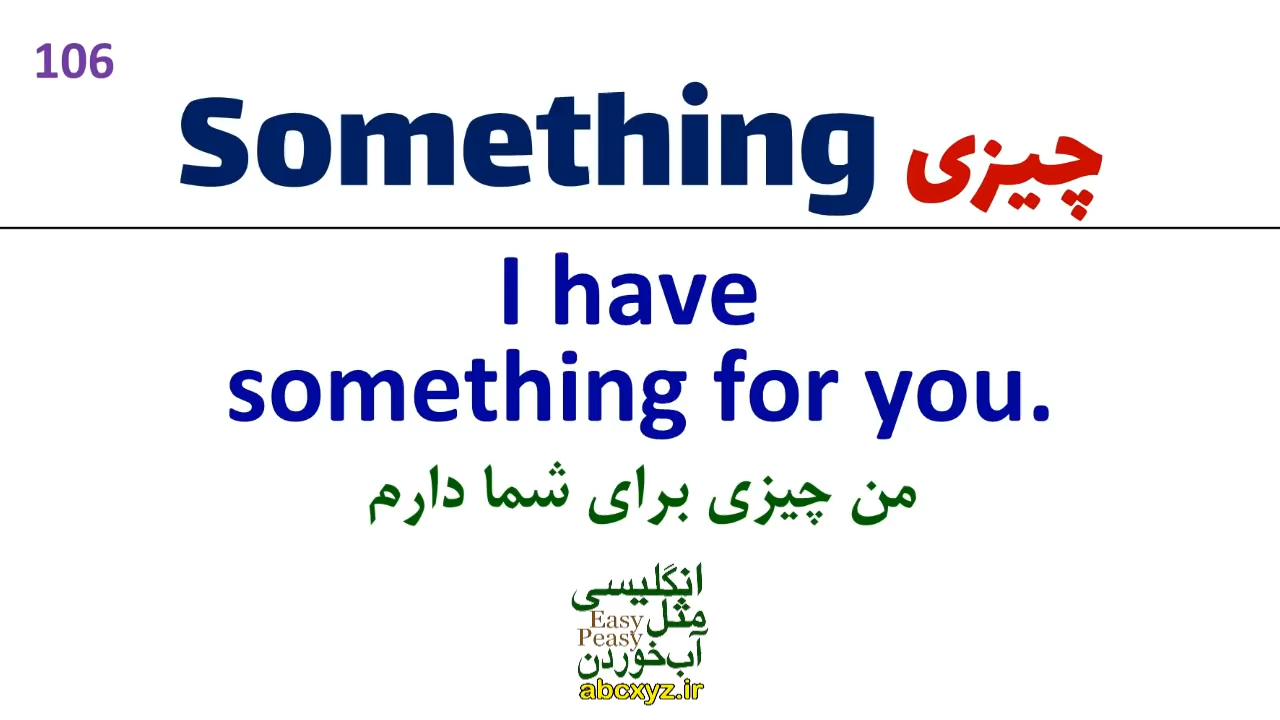 106
Something چیزی
I have
something for you.
من چیزی برای شما دارم
انگلیسی
مثل
Easy
Peasy
آب‌خوردن
abcxyz.ir